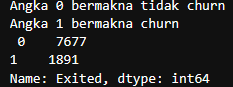 Angka 0 bermakna tidak churn
Angka 1 bermakna churn
0    7677
1    1891
Name: Exited, dtype: int64